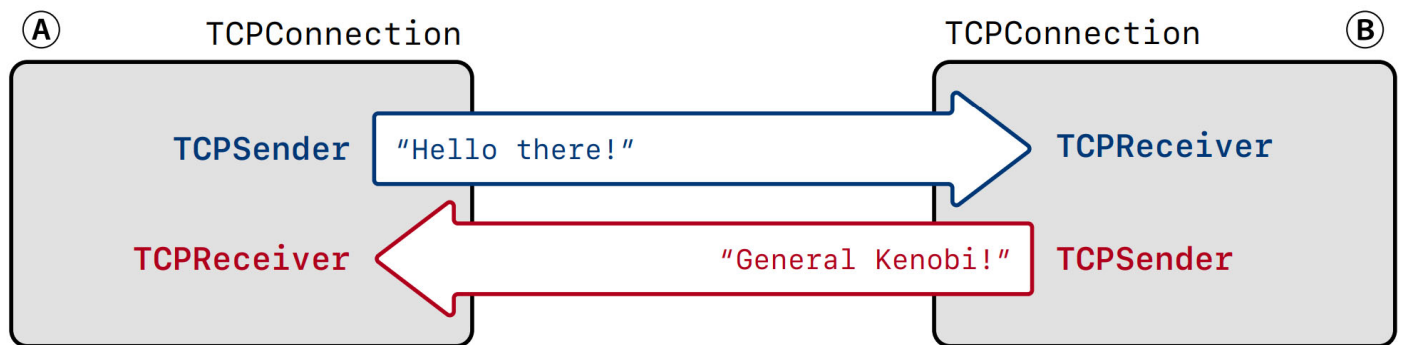 Ⓐ TCPConnection TCPConnection Ⓑ
TCPSender “Hello there!” TCPReceiver
TCPReceiver “General Kenobi!” TCPSender